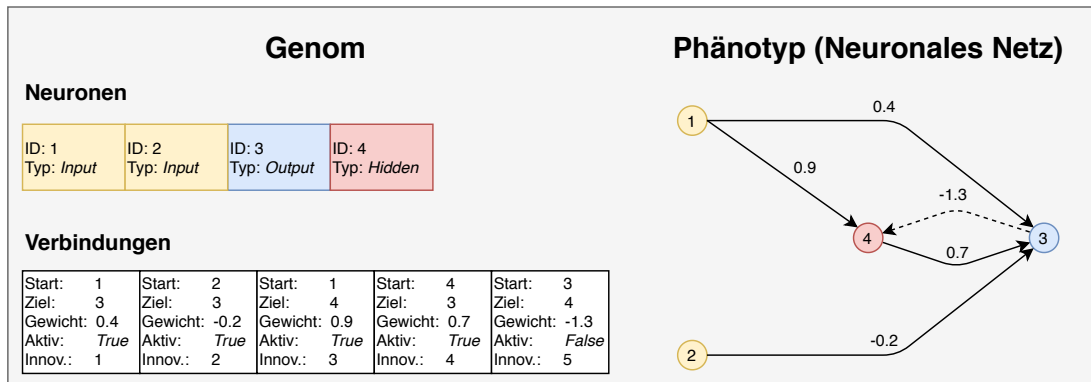 Genom
Neuronen
ID: 1 ID: 2 ID: 3 ID: 4
Typ: Input Typ: Input Typ: Output Typ: Hidden
Verbindungen
Start: 1 Start: 2 Start: 1 Start: 4 Start: 3
Ziel: 3 Ziel: 3 Ziel: 4 Ziel: 3 Ziel: 4
Gewicht: 0.4 Gewicht: -0.2 Gewicht: 0.9 Gewicht: 0.7 Gewicht: -1.3
Aktiv: True Aktiv: True Aktiv: True Aktiv: True Aktiv: False
Innov.: 1 Innov.: 2 Innov.: 3 Innov.: 4 Innov.: 5
Phänotyp (Neuronales Netz)
0.4
1
0.9
-1.3
4
3
0.7
-0.2
2